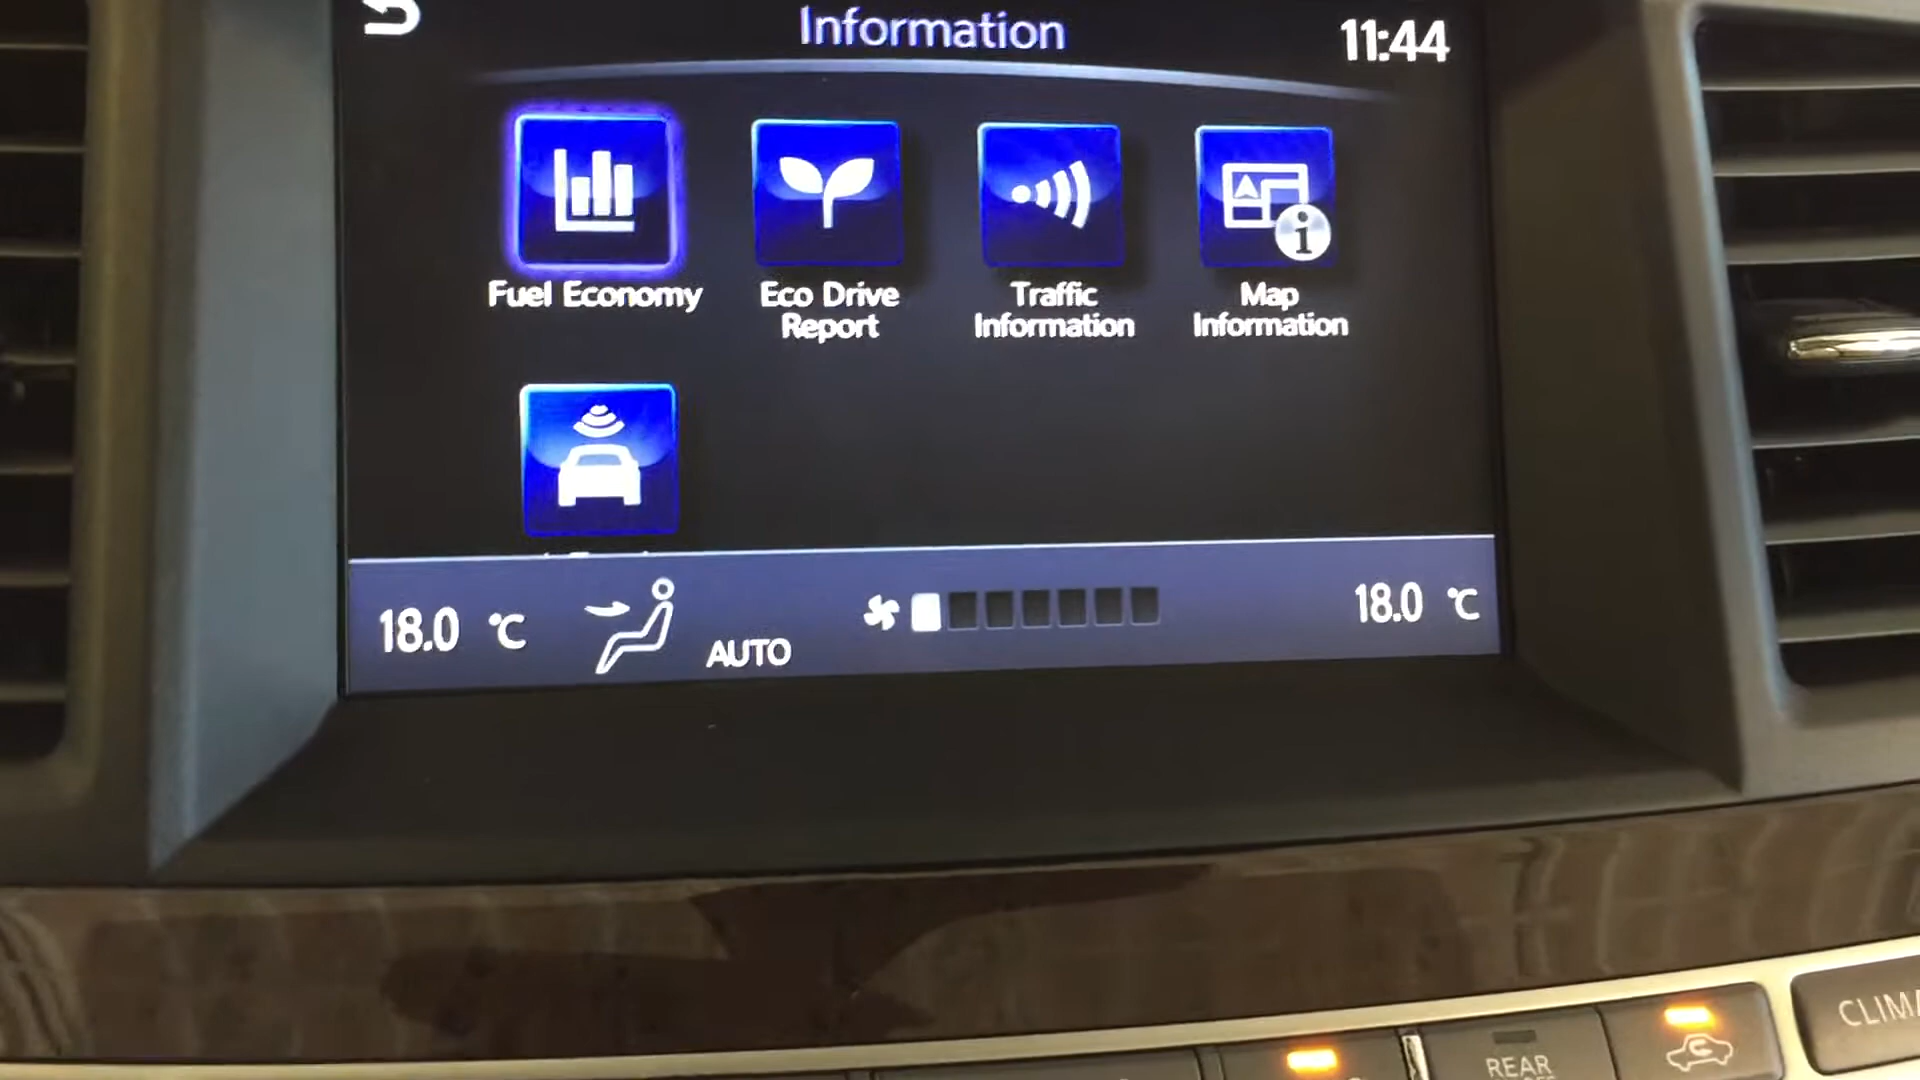 Information
11:44
Fuel Economy
Eco Drive
Report
Traffic
Information
Map
Information
18.0 °C
AUTO
18.0 °C
REAR